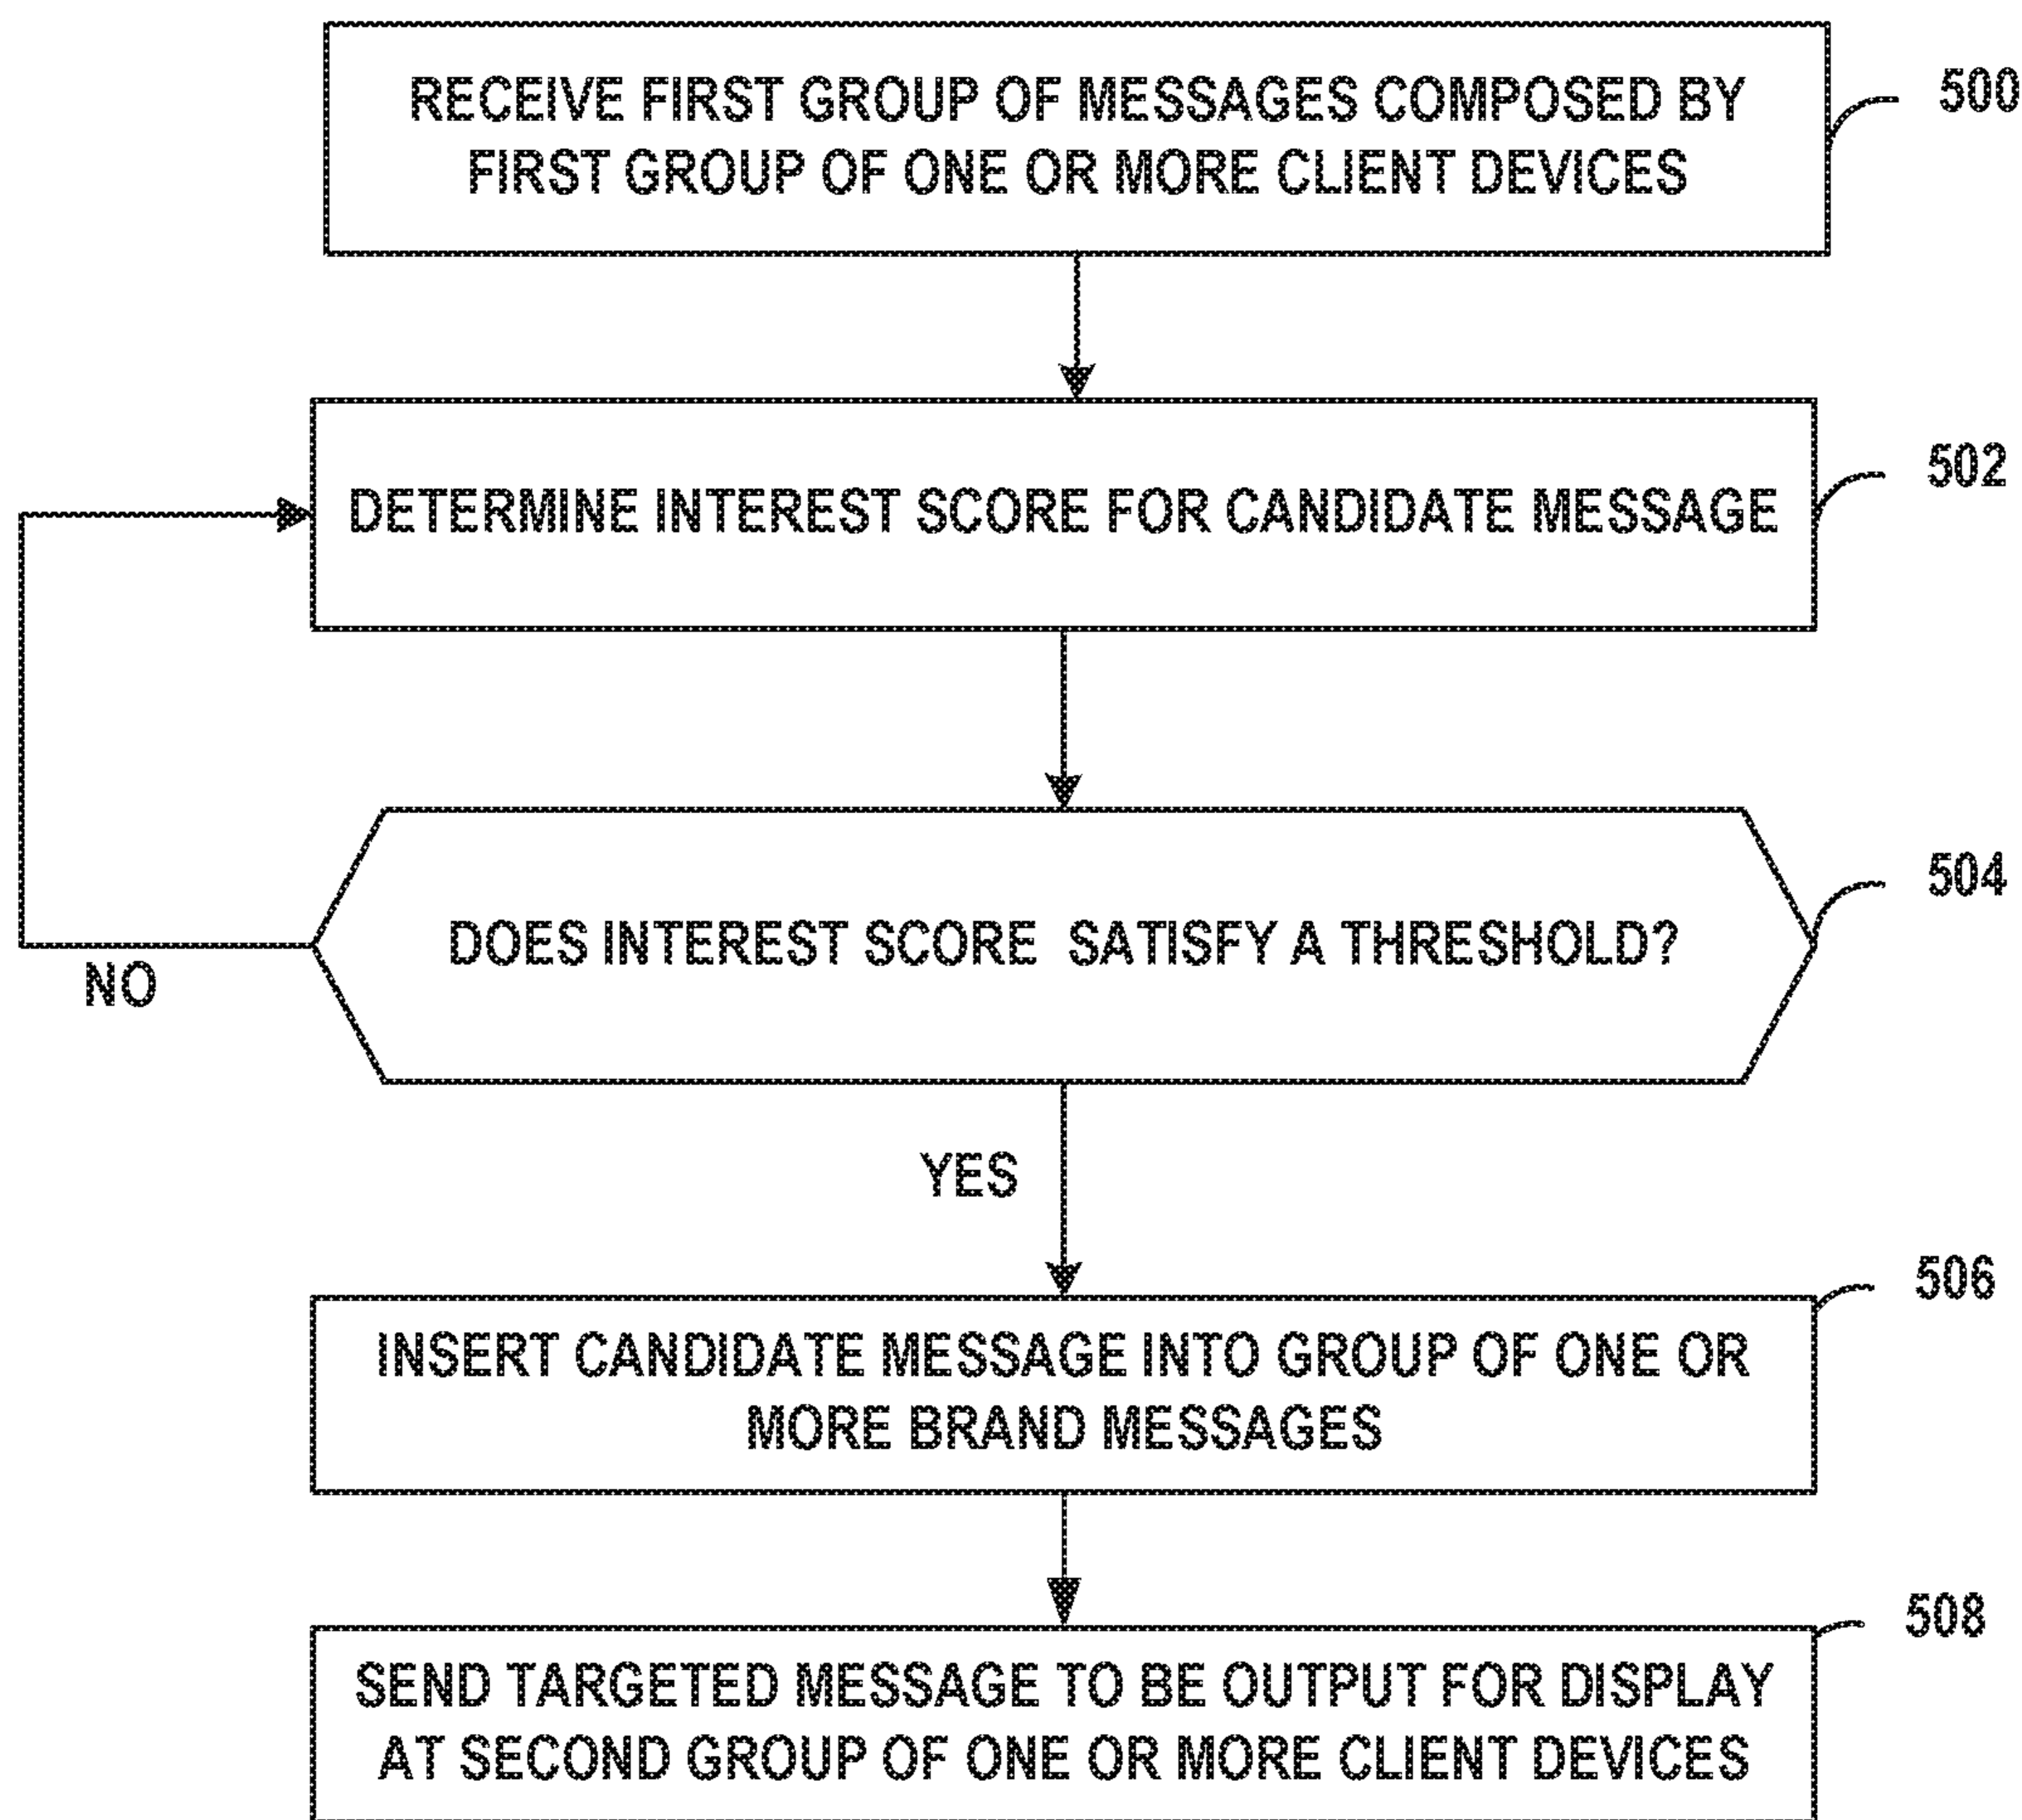 RECEIVE FIRST GROUP OF MESSAGES COMPOSED BY
FIRST GROUP OF ONE OR MORE CLIENT DEVICES
500
DETERMINE INTEREST SCORE FOR CANDIDATE MESSAGE
502
DOES INTEREST SCORE SATISFY A THRESHOLD?
504
NO
YES
INSERT CANDIDATE MESSAGE INTO GROUP OF ONE OR
MORE BRAND MESSAGES
506
SEND TARGETED MESSAGE TO BE OUTPUT FOR DISPLAY
AT SECOND GROUP OF ONE OR MORE CLIENT DEVICES
508